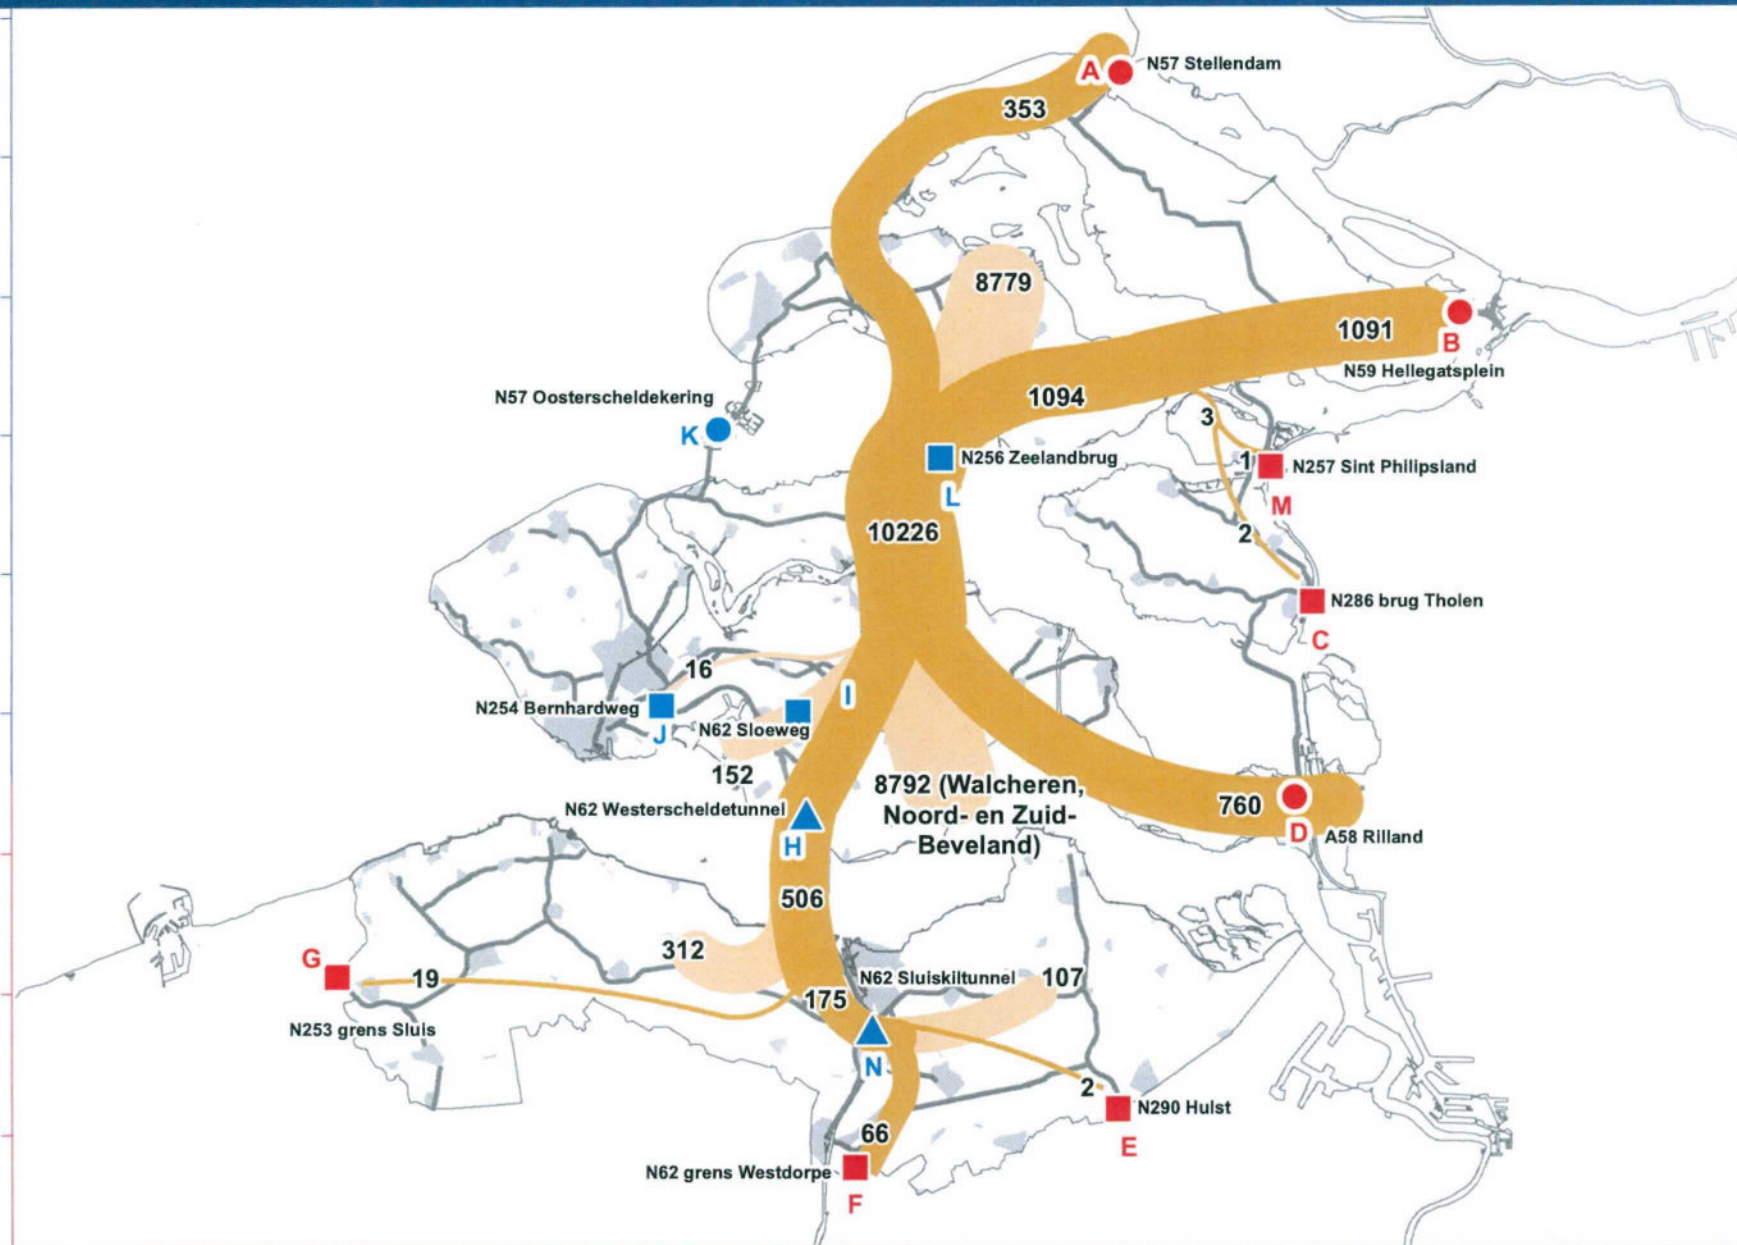 A
N57 Stellendam
353
8779
1091
B
N59 Hellegatsplein
1094
N57 Oosterscheldekering
K
3
N256 Zeelandbrug
L
1
N257 Sint Philipsland
M
10226
2
N286 brug Tholen
C
16
I
N254 Bernhardweg
J
N62 Sloeweg
152
8792 (Walcheren,
Noord- en Zuid-
Beveland)
N62 Westerscheldetunnel
H
760
D
A58 Rilland
506
312
G
19
N253 grens Sluis
175
N62 Sluiskiltunnel
107
N
2
N290 Hulst
E
66
N62 grens Westdorpe
F